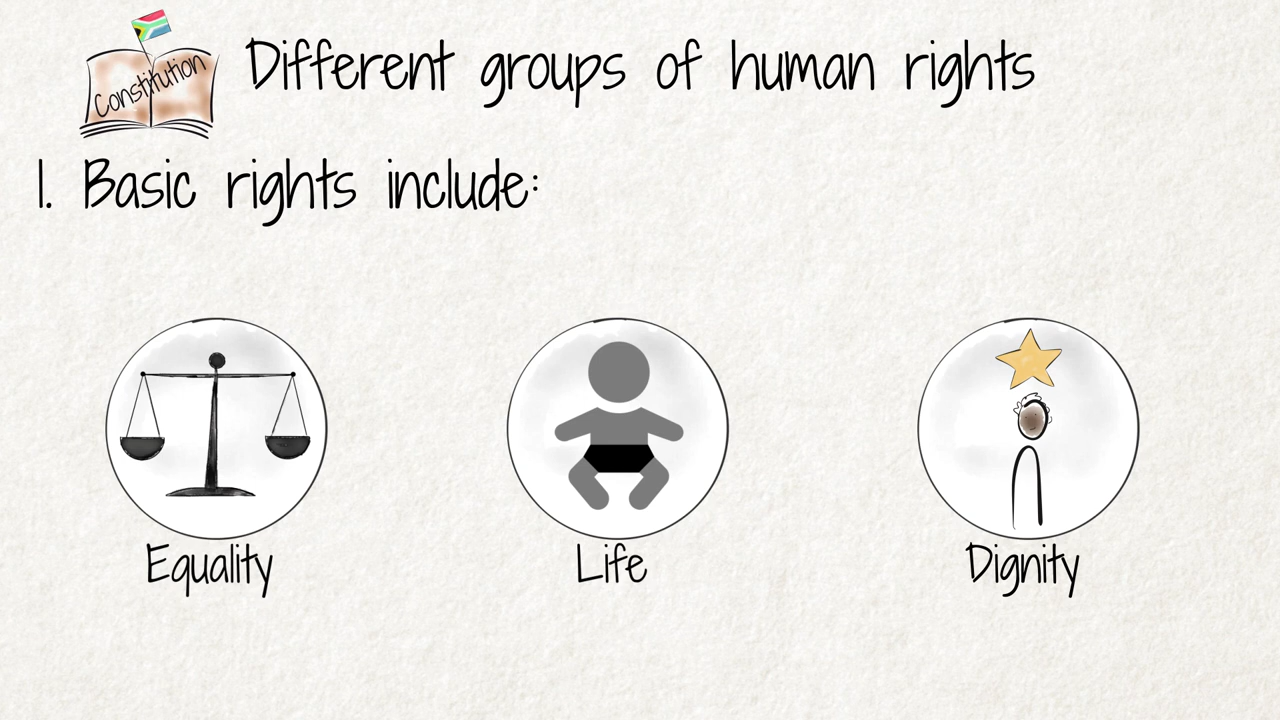 Constitution
Different groups of human rights
1. Basic rights include:
Equality
Life
Dignity